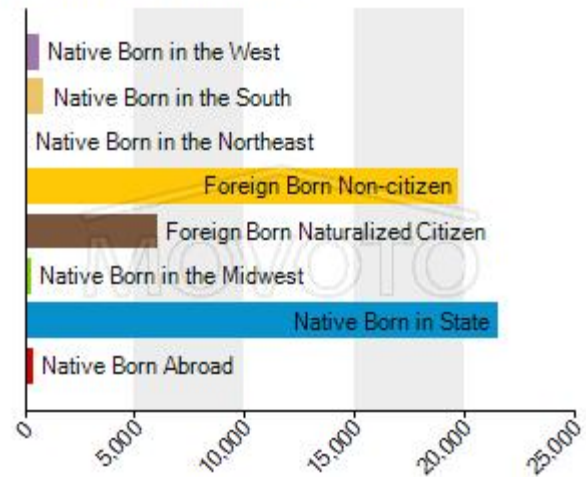 Native Born in the West
Native Born in the South
Native Born in the Northeast
Foreign Born Non-citizen
Foreign Born Naturalized Citizen
MOVOTO
Native Born in the Midwest
Native Born in State
Native Born Abroad
0
5,000
10,000
15,000
20,000
25,000